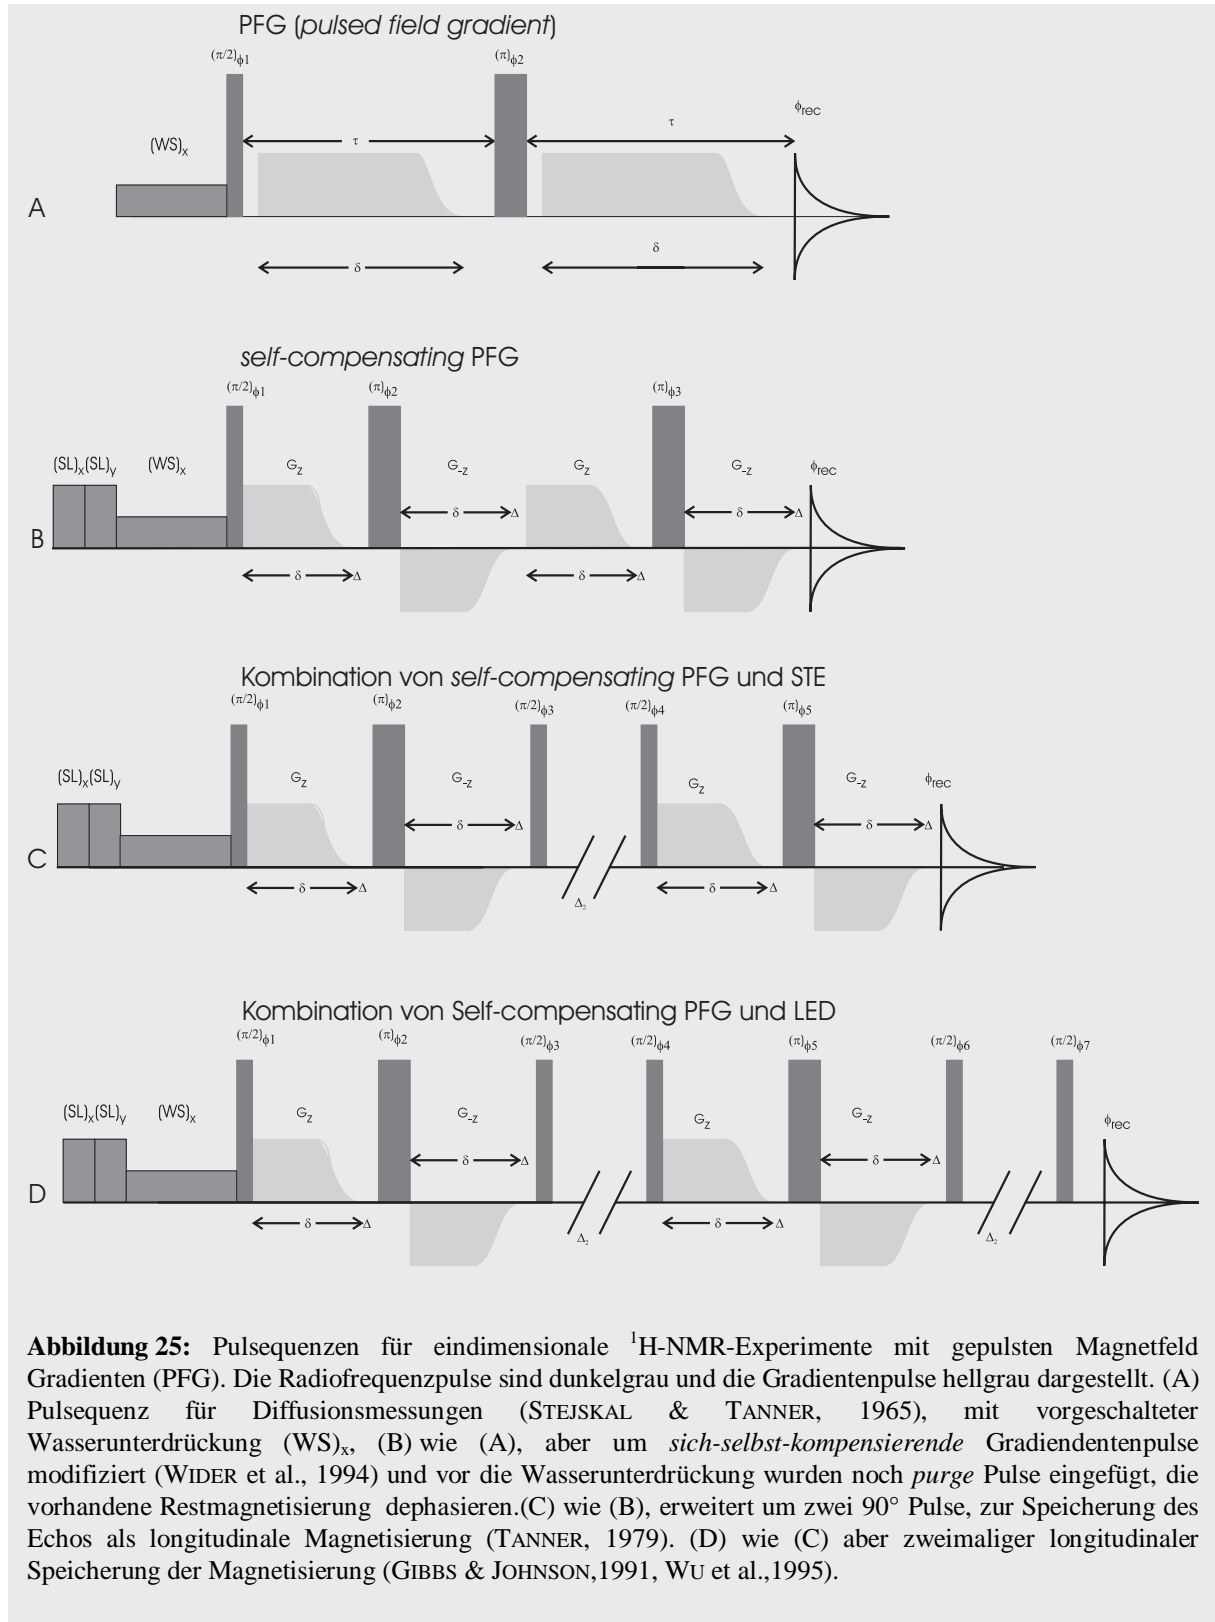 PFG (pulsed field gradient)
(π/2)ϕ1
(π)ϕ2
ϕrec
τ
τ
(WS)x
A
δ
δ
self-compensating PFG
(π/2)ϕ1
(π)ϕ2
(π)ϕ3
(SL)x(SL)y
(WS)x
Gz
G-z
Gz
G-z
ϕrec
δ
Δ
δ
Δ
B
δ
Δ
δ
Δ
Kombination von self-compensating PFG und STE
(π/2)ϕ1
(π)ϕ2
(π/2)ϕ3
(π/2)ϕ4
(π)ϕ5
(SL)x(SL)y
Gz
G-z
Gz
G-z
ϕrec
δ
Δ
δ
Δ
C
δ
Δ
Δ2
δ
Δ
Kombination von Self-compensating PFG und LED
(π/2)ϕ1
(π)ϕ2
(π/2)ϕ3
(π/2)ϕ4
(π)ϕ5
(π/2)ϕ6
(π/2)ϕ7
(SL)x(SL)y
(WS)x
Gz
G-z
Gz
G-z
ϕrec
δ
Δ
δ
Δ
D
δ
Δ
Δ2
δ
Δ
Δ2
Abbildung 25: Pulsequenzen für eindimensionale 1H-NMR-Experimente mit gepulsten Magnetfeld
Gradienten (PFG). Die Radiofrequenzpulse sind dunkelgrau und die Gradientenpulse hellgrau dargestellt. (A)
Pulsequenz für Diffusionsmessungen (STEJSKAL & TANNER, 1965), mit vorgeschalteter
Wasserunterdrückung (WS)x, (B) wie (A), aber um sich-selbst-kompensierende Gradiendentenpulse
modifiziert (WIDER et al., 1994) und vor die Wasserunterdrückung wurden noch purge Pulse eingefügt, die
vorhandene Restmagnetisierung dephasieren.(C) wie (B), erweitert um zwei 90° Pulse, zur Speicherung des
Echos als longitudinale Magnetisierung (TANNER, 1979). (D) wie (C) aber zweimaliger longitudinaler
Speicherung der Magnetisierung (GIBBS & JOHNSON,1991, WU et al.,1995).